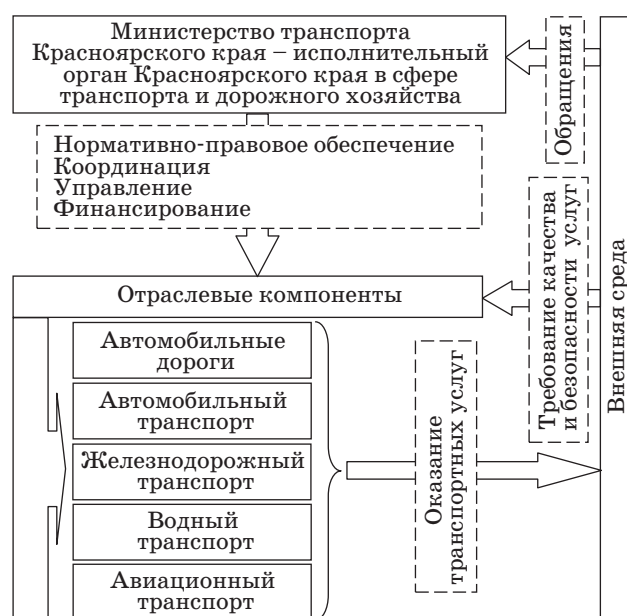 Министерство транспорта
Красноярского края – исполнительный
орган Красноярского края в сфере
транспорта и дорожного хозяйства
Обращения
Нормативно-правовое обеспечение
Координация
Управление
Финансирование
Требование качества
и безопасности услуг
Внешняя среда
Отраслевые компоненты
Автомобильные
дороги
Автомобильный
транспорт
Железнодорожный
транспорт
Водный
транспорт
Авиационный
транспорт
Оказание
транспортных услуг